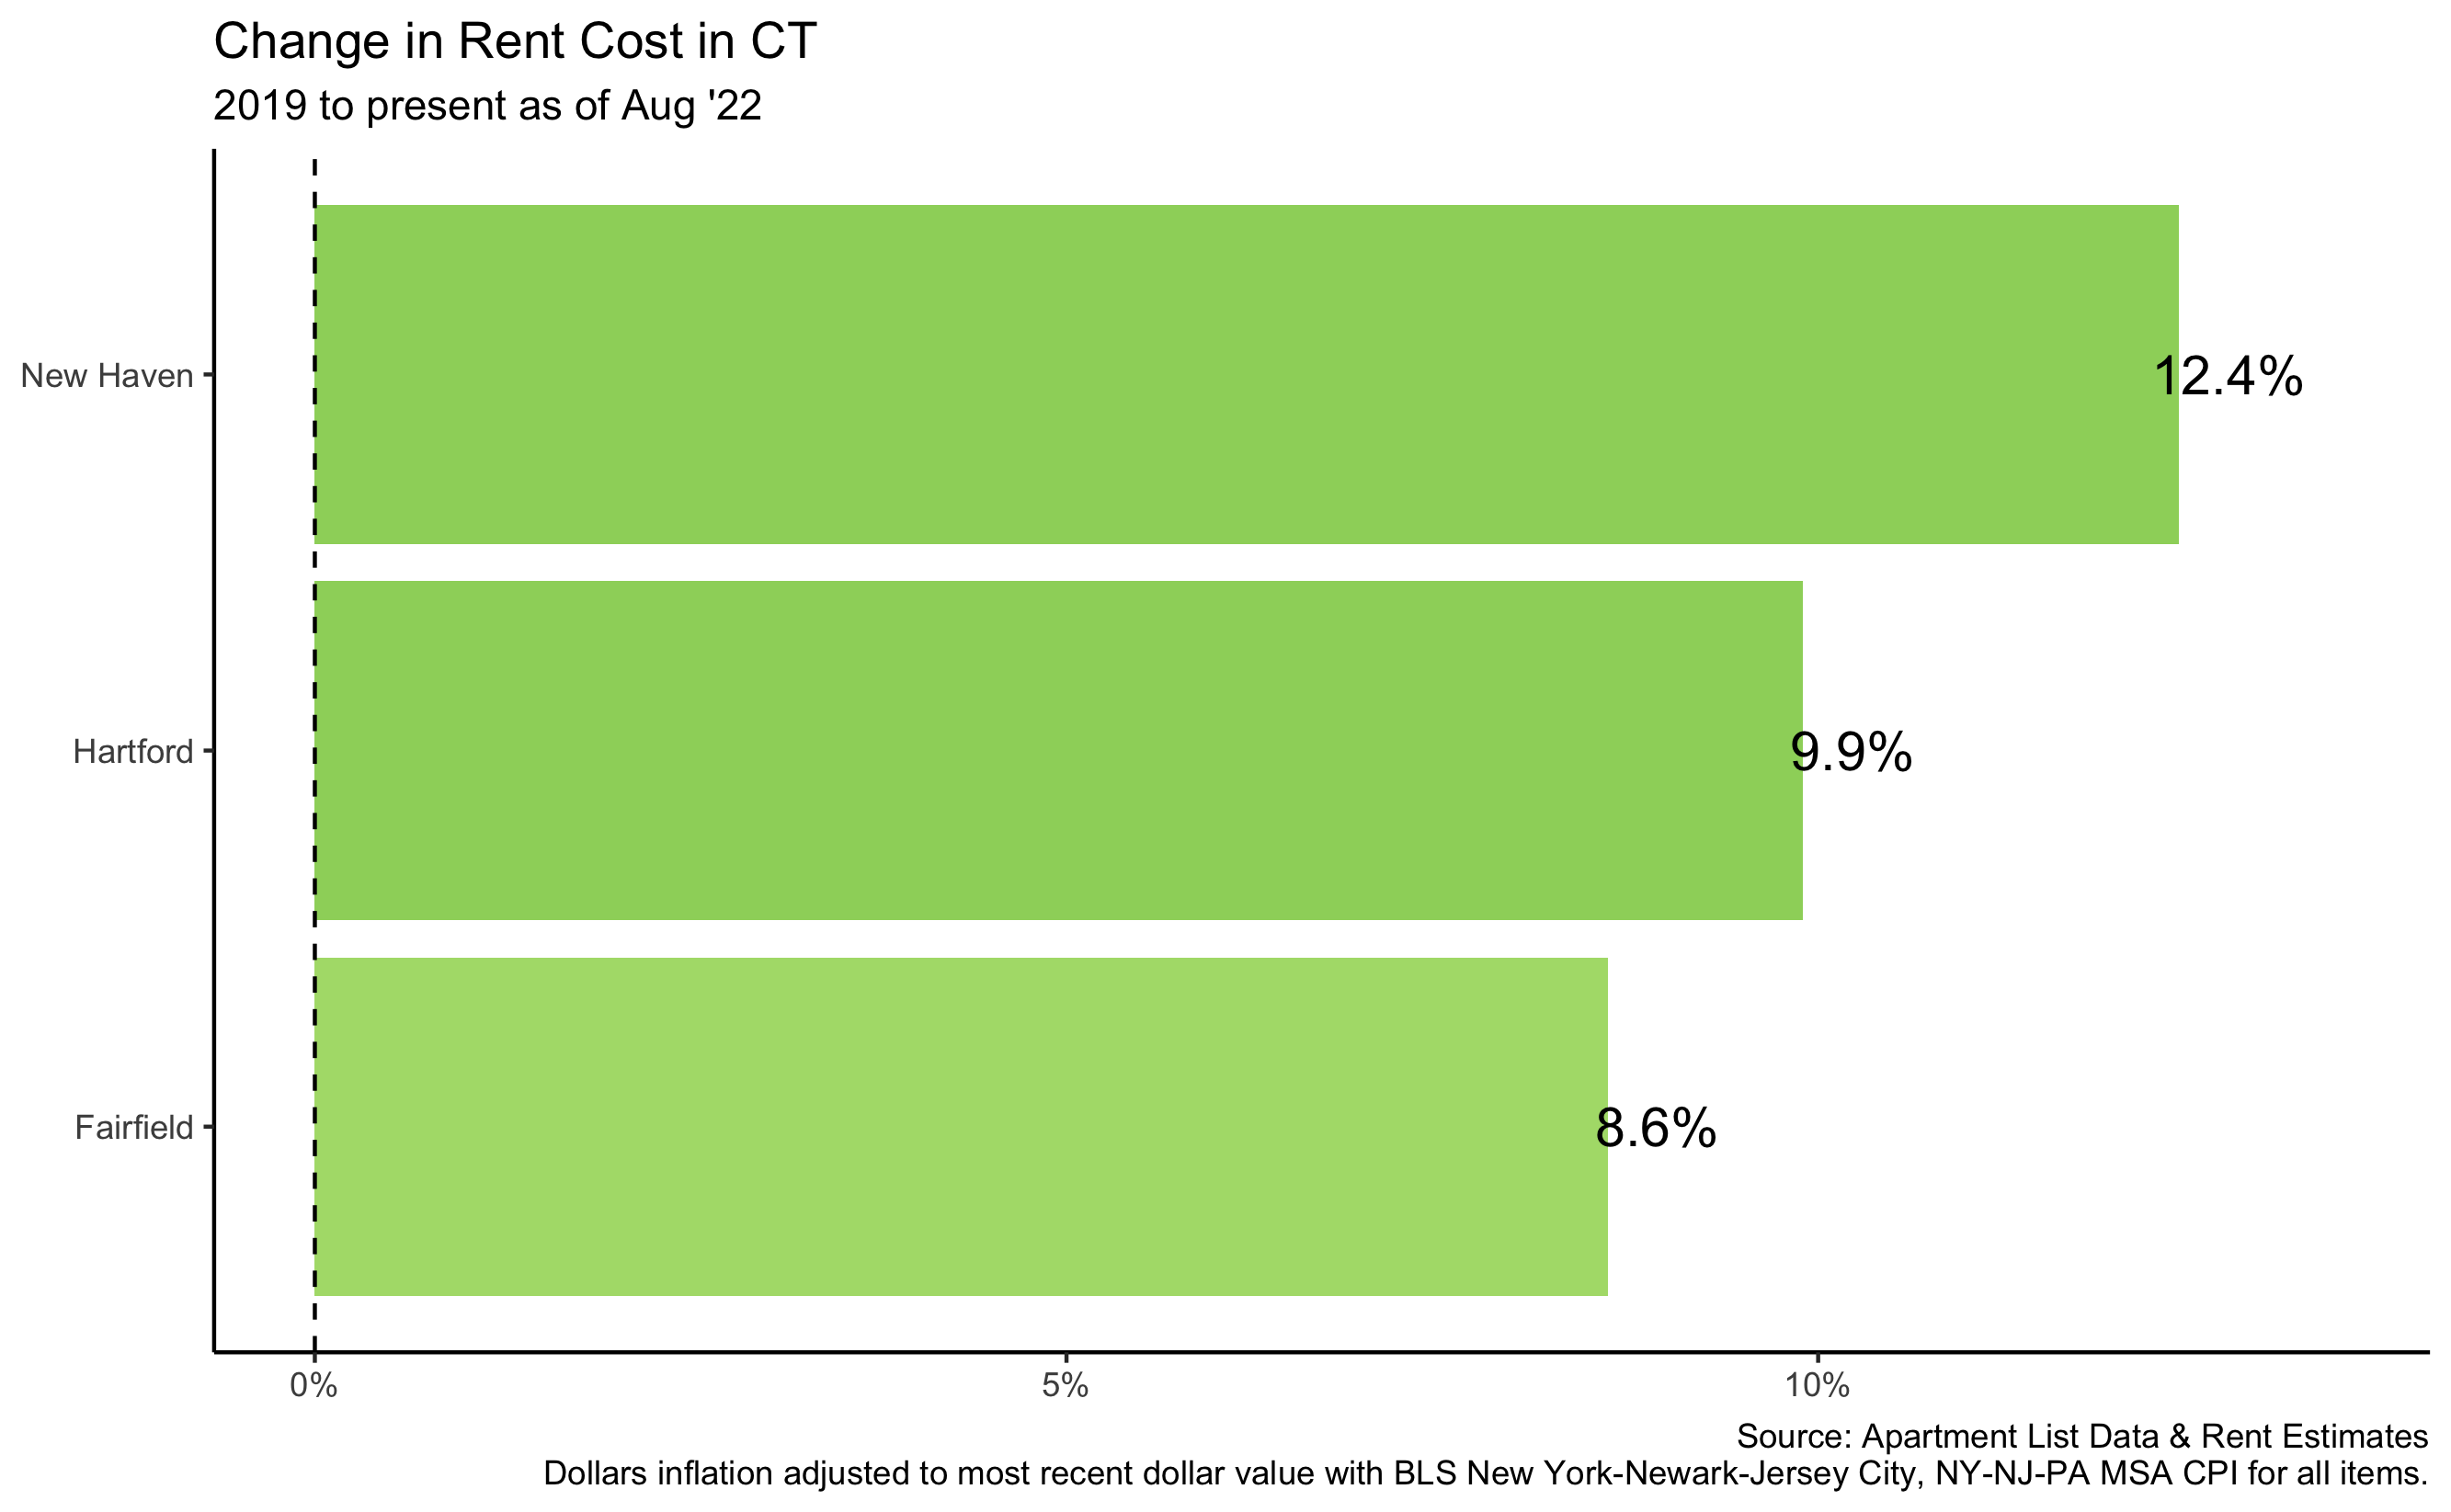 Change in Rent Cost in CT
2019 to present as of Aug '22
New Haven
12.4%
Hartford
9.9%
Fairfield
8.6%
0%
5%
10%
Source: Apartment List Data & Rent Estimates
Dollars inflation adjusted to most recent dollar value with BLS New York-Newark-Jersey City, NY-NJ-PA MSA CPI for all items.